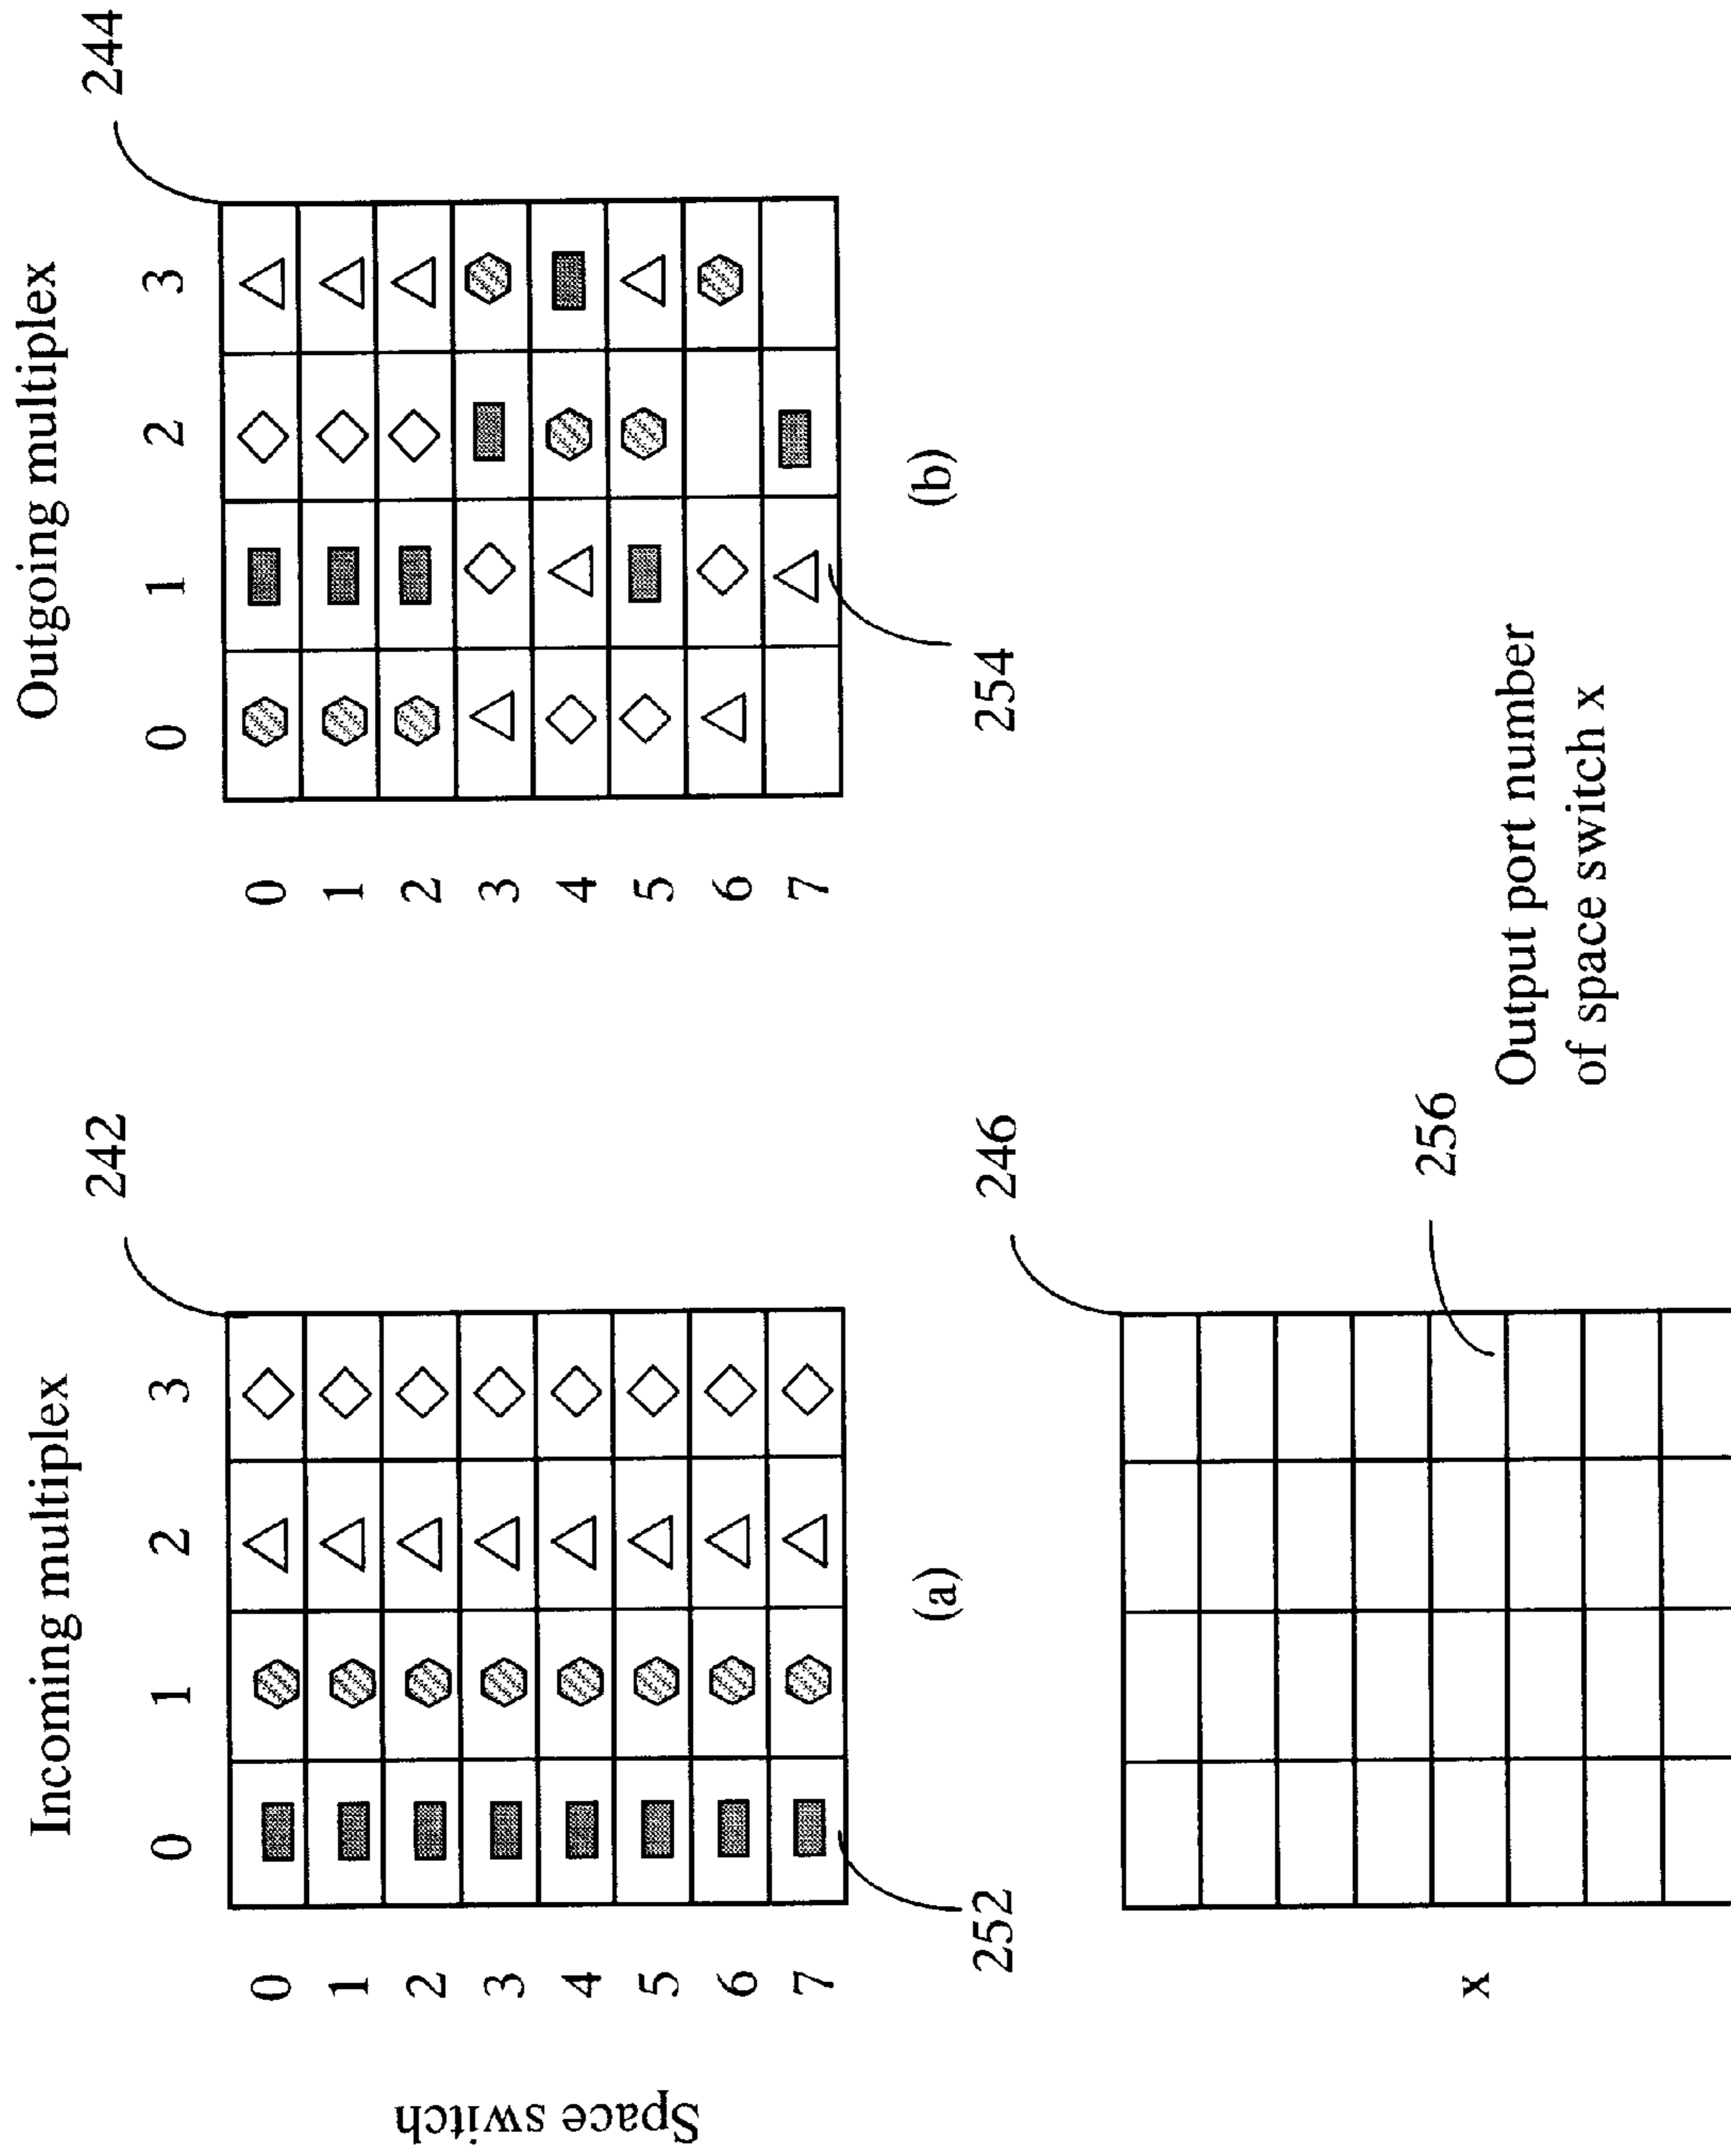 Incoming multiplex
242
0 1 2 3
Space switch
0
1
2
3
4
5
6
7
252
(a)
Outgoing multiplex
244
0 1 2 3
0
1
2
3
4
5
6
7
254
(b)
246
x
256
Output port number
of space switch x